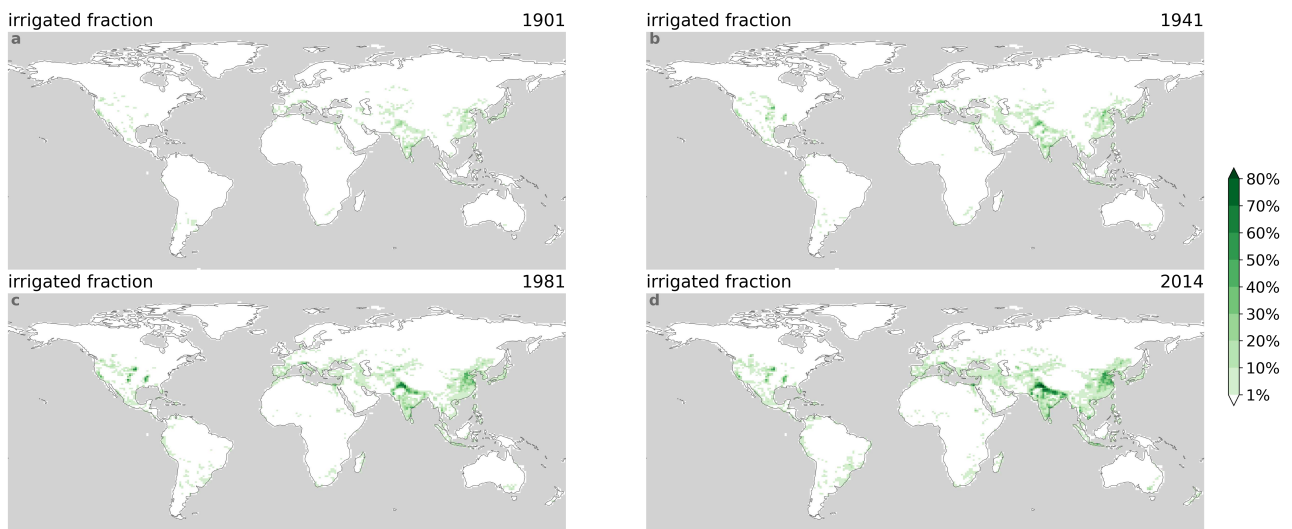 irrigated fraction 1901
a
irrigated fraction 1941
b
irrigated fraction 1981
c
irrigated fraction 2014
d
80%
70%
60%
50%
40%
30%
20%
10%
1%